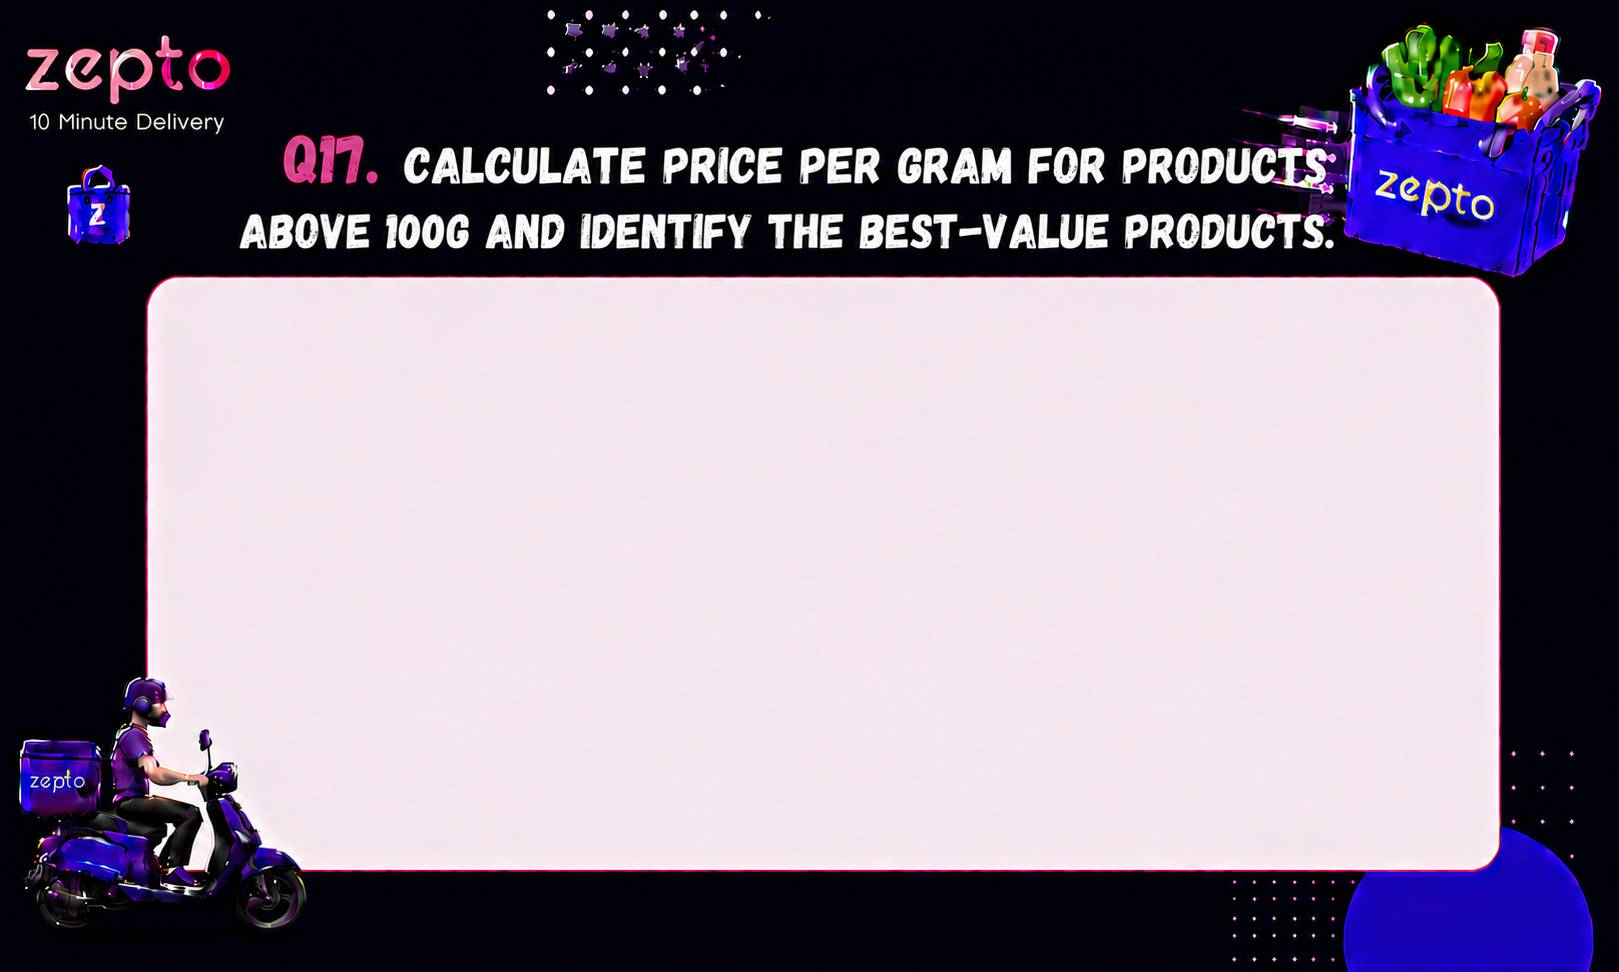 zepto
10 Minute Delivery
Z
Q17. CALCULATE PRICE PER GRAM FOR PRODUCTS
ABOVE 100G AND IDENTIFY THE BEST-VALUE PRODUCTS.
zepto
zepto